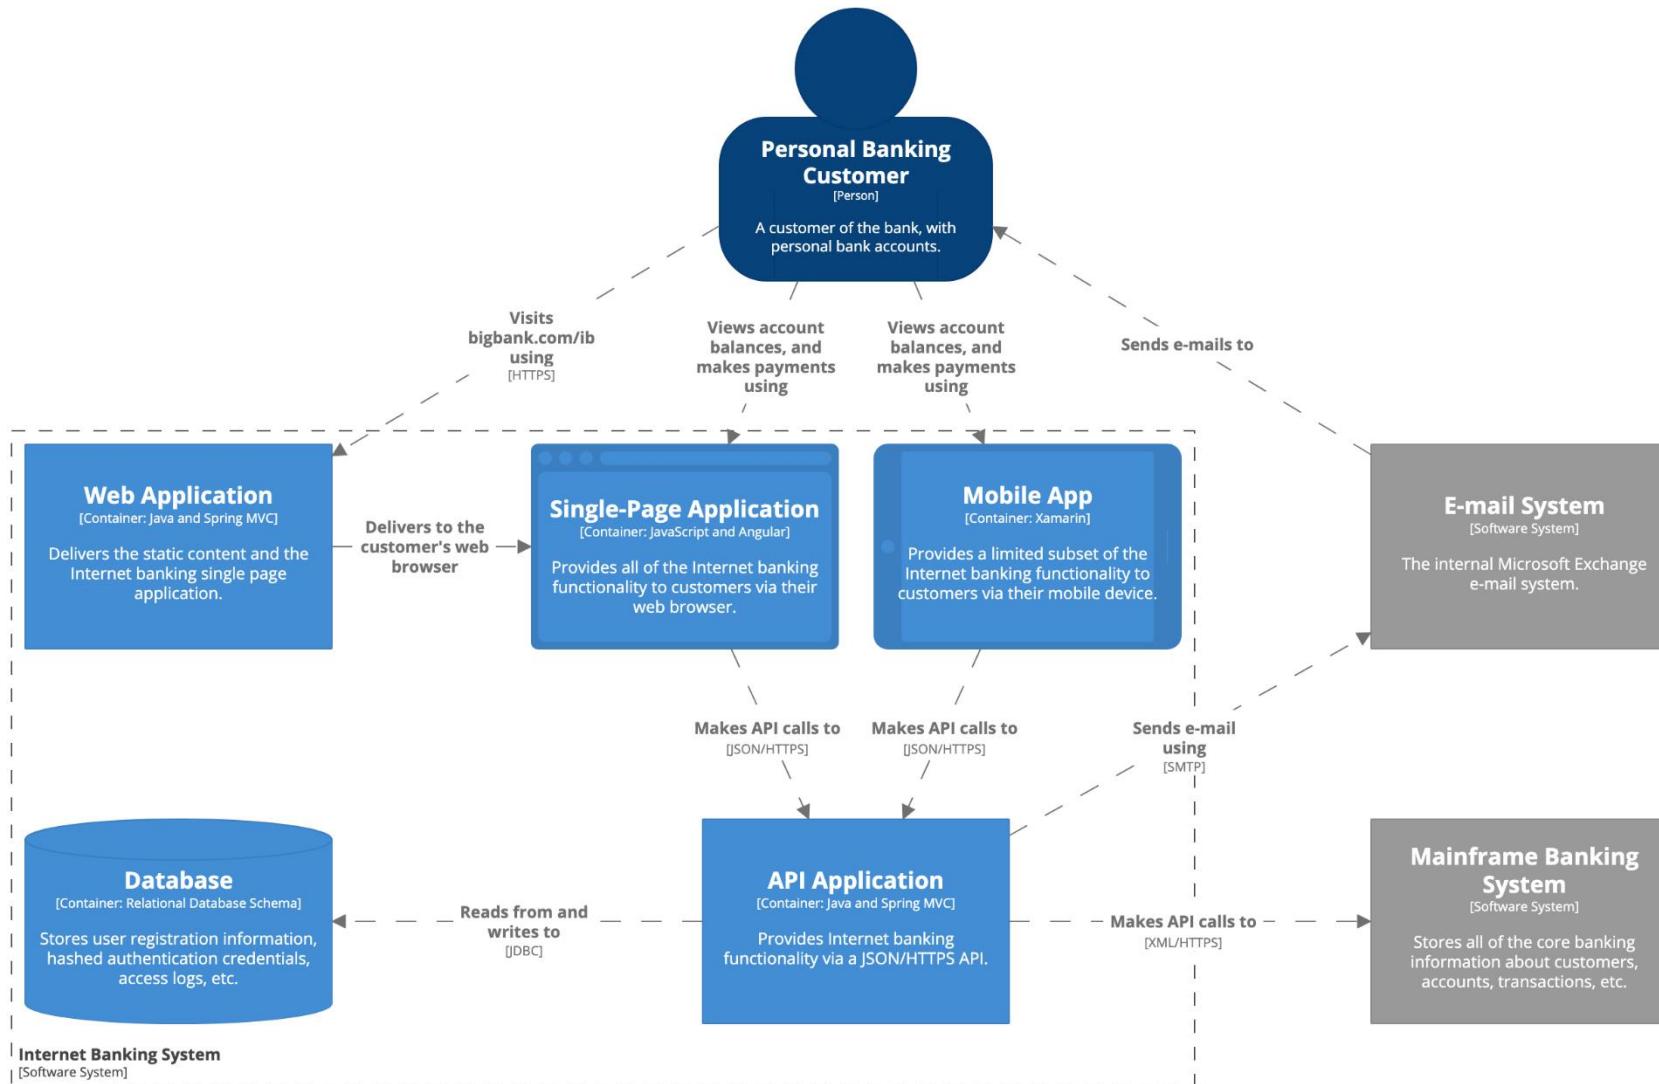 Personal Banking
Customer
[Person]
A customer of the bank, with
personal bank accounts.
Visits
bigbank.com/ib
using
[HTTPS]
Views account
balances, and
makes payments
using
Views account
balances, and
makes payments
using
Sends e-mails to
Web Application
[Container: Java and Spring MVC]
Delivers the static content and the
Internet banking single page
application.
Delivers to the
customer's web
browser
Single-Page Application
[Container: JavaScript and Angular]
Provides all of the Internet banking
functionality to customers via their
web browser.
Mobile App
[Container: Xamarin]
Provides a limited subset of the
Internet banking functionality to
customers via their mobile device.
E-mail System
[Software System]
The internal Microsoft Exchange
e-mail system.
Makes API calls to
[JSON/HTTPS]
Makes API calls to
[JSON/HTTPS]
Sends e-mail
using
[SMTP]
Database
[Container: Relational Database Schema]
Stores user registration information,
hashed authentication credentials,
access logs, etc.
Reads from and
writes to
[JDBC]
API Application
[Container: Java and Spring MVC]
Provides Internet banking
functionality via a JSON/HTTPS API.
Makes API calls to
[XML/HTTPS]
Mainframe Banking
System
[Software System]
Stores all of the core banking
information about customers,
accounts, transactions, etc.
Internet Banking System
[Software System]